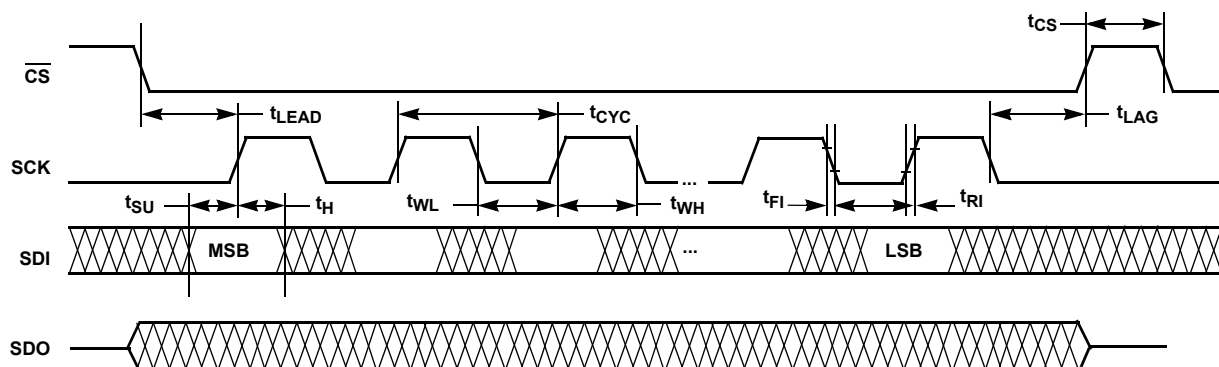 tCS
CS
tLEAD
tCYC
tLAG
SCK
...
tSU
tH
tWL
tWH
tFI
tRI
SDI
MSB
...
LSB
SDO